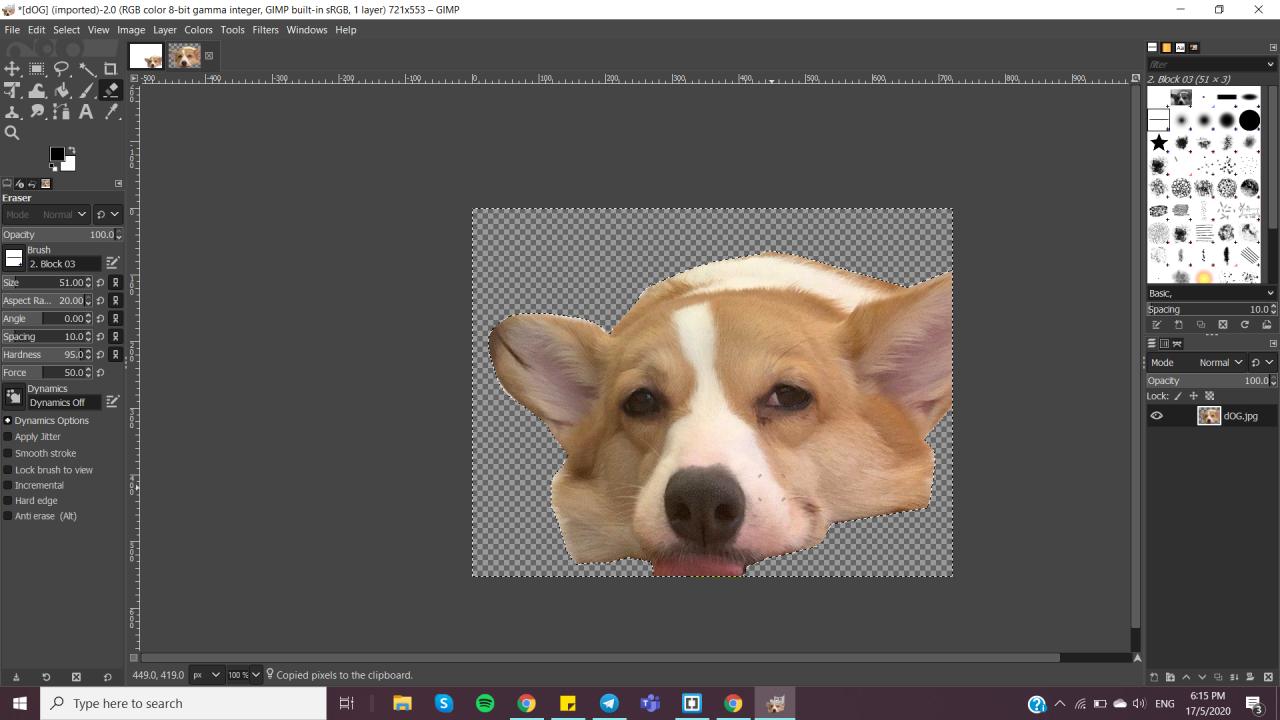 *[dOG] (imported)-2.0 (RGB color 8-bit gamma integer, GIMP built-in sRGB, 1 layer) 721x553 – GIMP
File Edit Select View Image Layer Colors Tools Filters Windows Help
-500 -400 -300 -200 -100 0 100 200 300 400 500 600 700 800 900
filter
2. Block 03 (51 × 3)
Eraser
Mode Normal
Opacity 100.0
Brush
2. Block 03
Size 51.00
Aspect Ra... 20.00
Angle 0.00
Spacing 10.0
Hardness 95.0
Force 50.0
Dynamics
Dynamics Off
Dynamics Options
Apply Jitter
Smooth stroke
Lock brush to view
Incremental
Hard edge
Anti erase (Alt)
Basic,
Spacing 10.0
Mode Normal
Opacity 100.0
Lock:
dOG.jpg
449.0, 419.0 px 100 % Copied pixels to the clipboard.
Type here to search
ENG
6:15 PM
17/5/2020
3